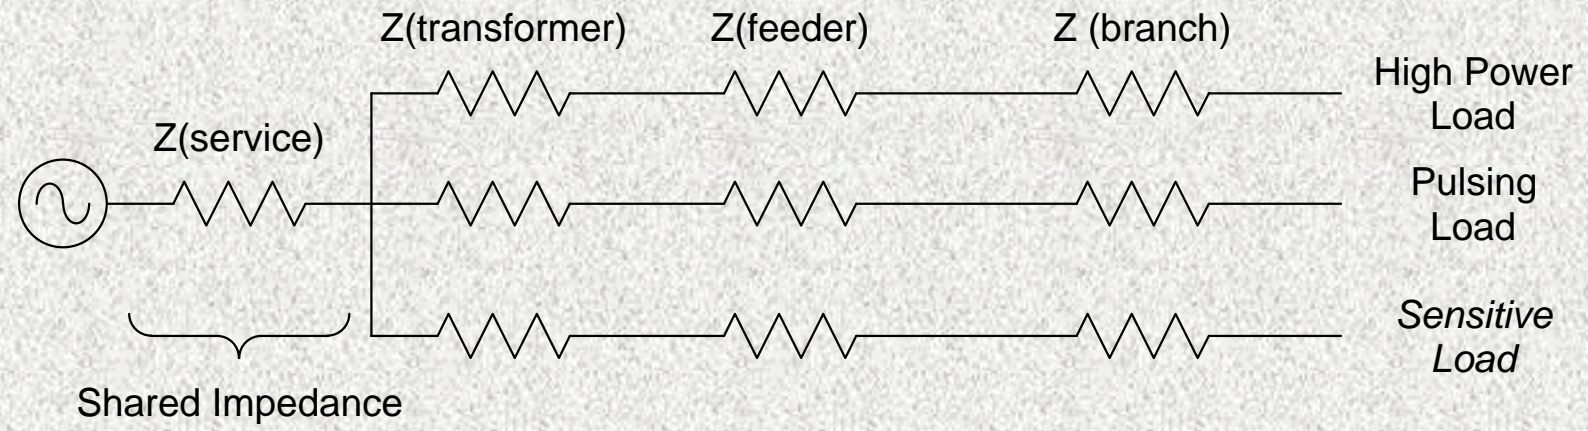 Z(transformer)
Z(feeder)
Z (branch)
High Power
Load
Z(service)
Pulsing
Load
Sensitive
Load
Shared Impedance